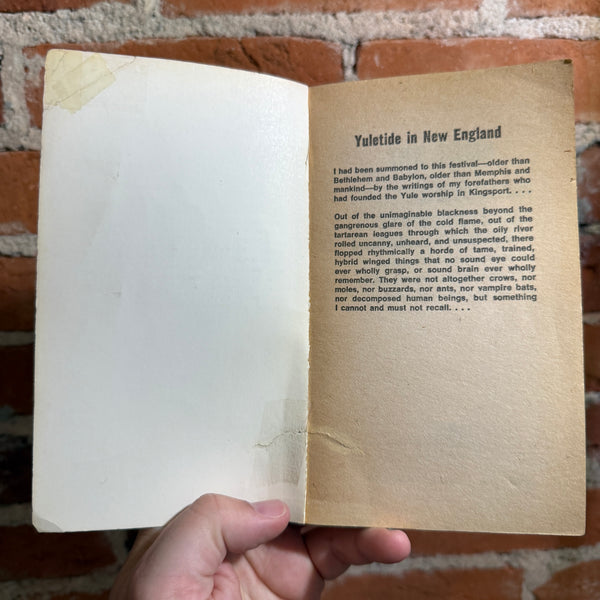 Yuletide in New England
I had been summoned to this festival—older than
Bethlehem and Babylon, older than Memphis and
mankind—by the writings of my forefathers who
had founded the Yule worship in Kingsport. . . .
Out of the unimaginable blackness beyond the
gangrenous glare of the cold flame, out of the
tartarean leagues through which the oily river
rolled uncanny, unheard, and unsuspected, there
flopped rhythmically a horde of tame, trained,
hybrid winged things that no sound eye could
ever wholly grasp, or sound brain ever wholly
remember. They were not altogether crows, nor
moles, nor buzzards, nor ants, nor vampire bats,
nor decomposed human beings, but something
I cannot and must not recall. . . .